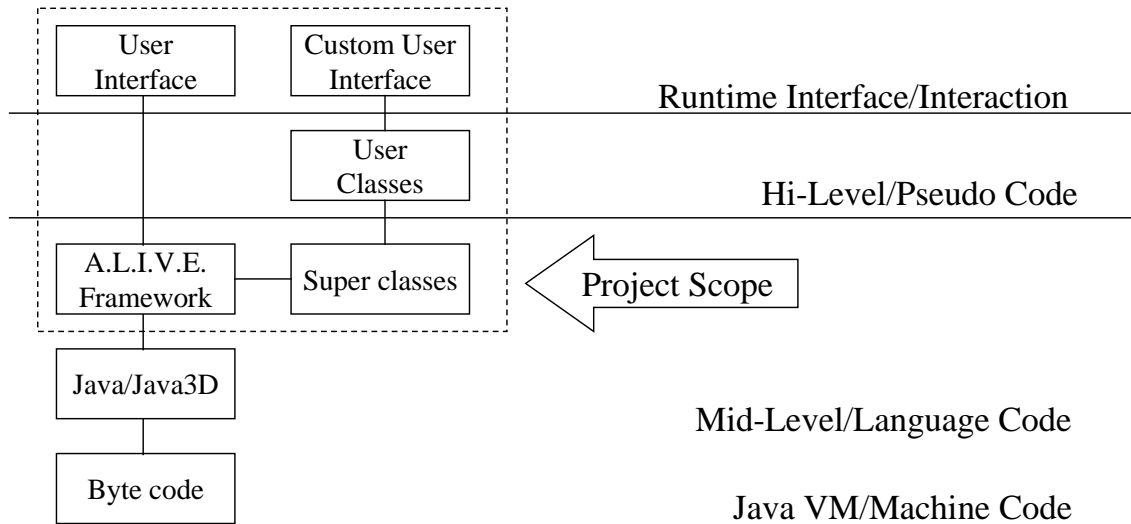 User
Interface
Custom User
Interface
Runtime Interface/Interaction
User
Classes
Hi-Level/Pseudo Code
A.L.I.V.E.
Framework
Super classes
Project Scope
Java/Java3D
Mid-Level/Language Code
Byte code
Java VM/Machine Code